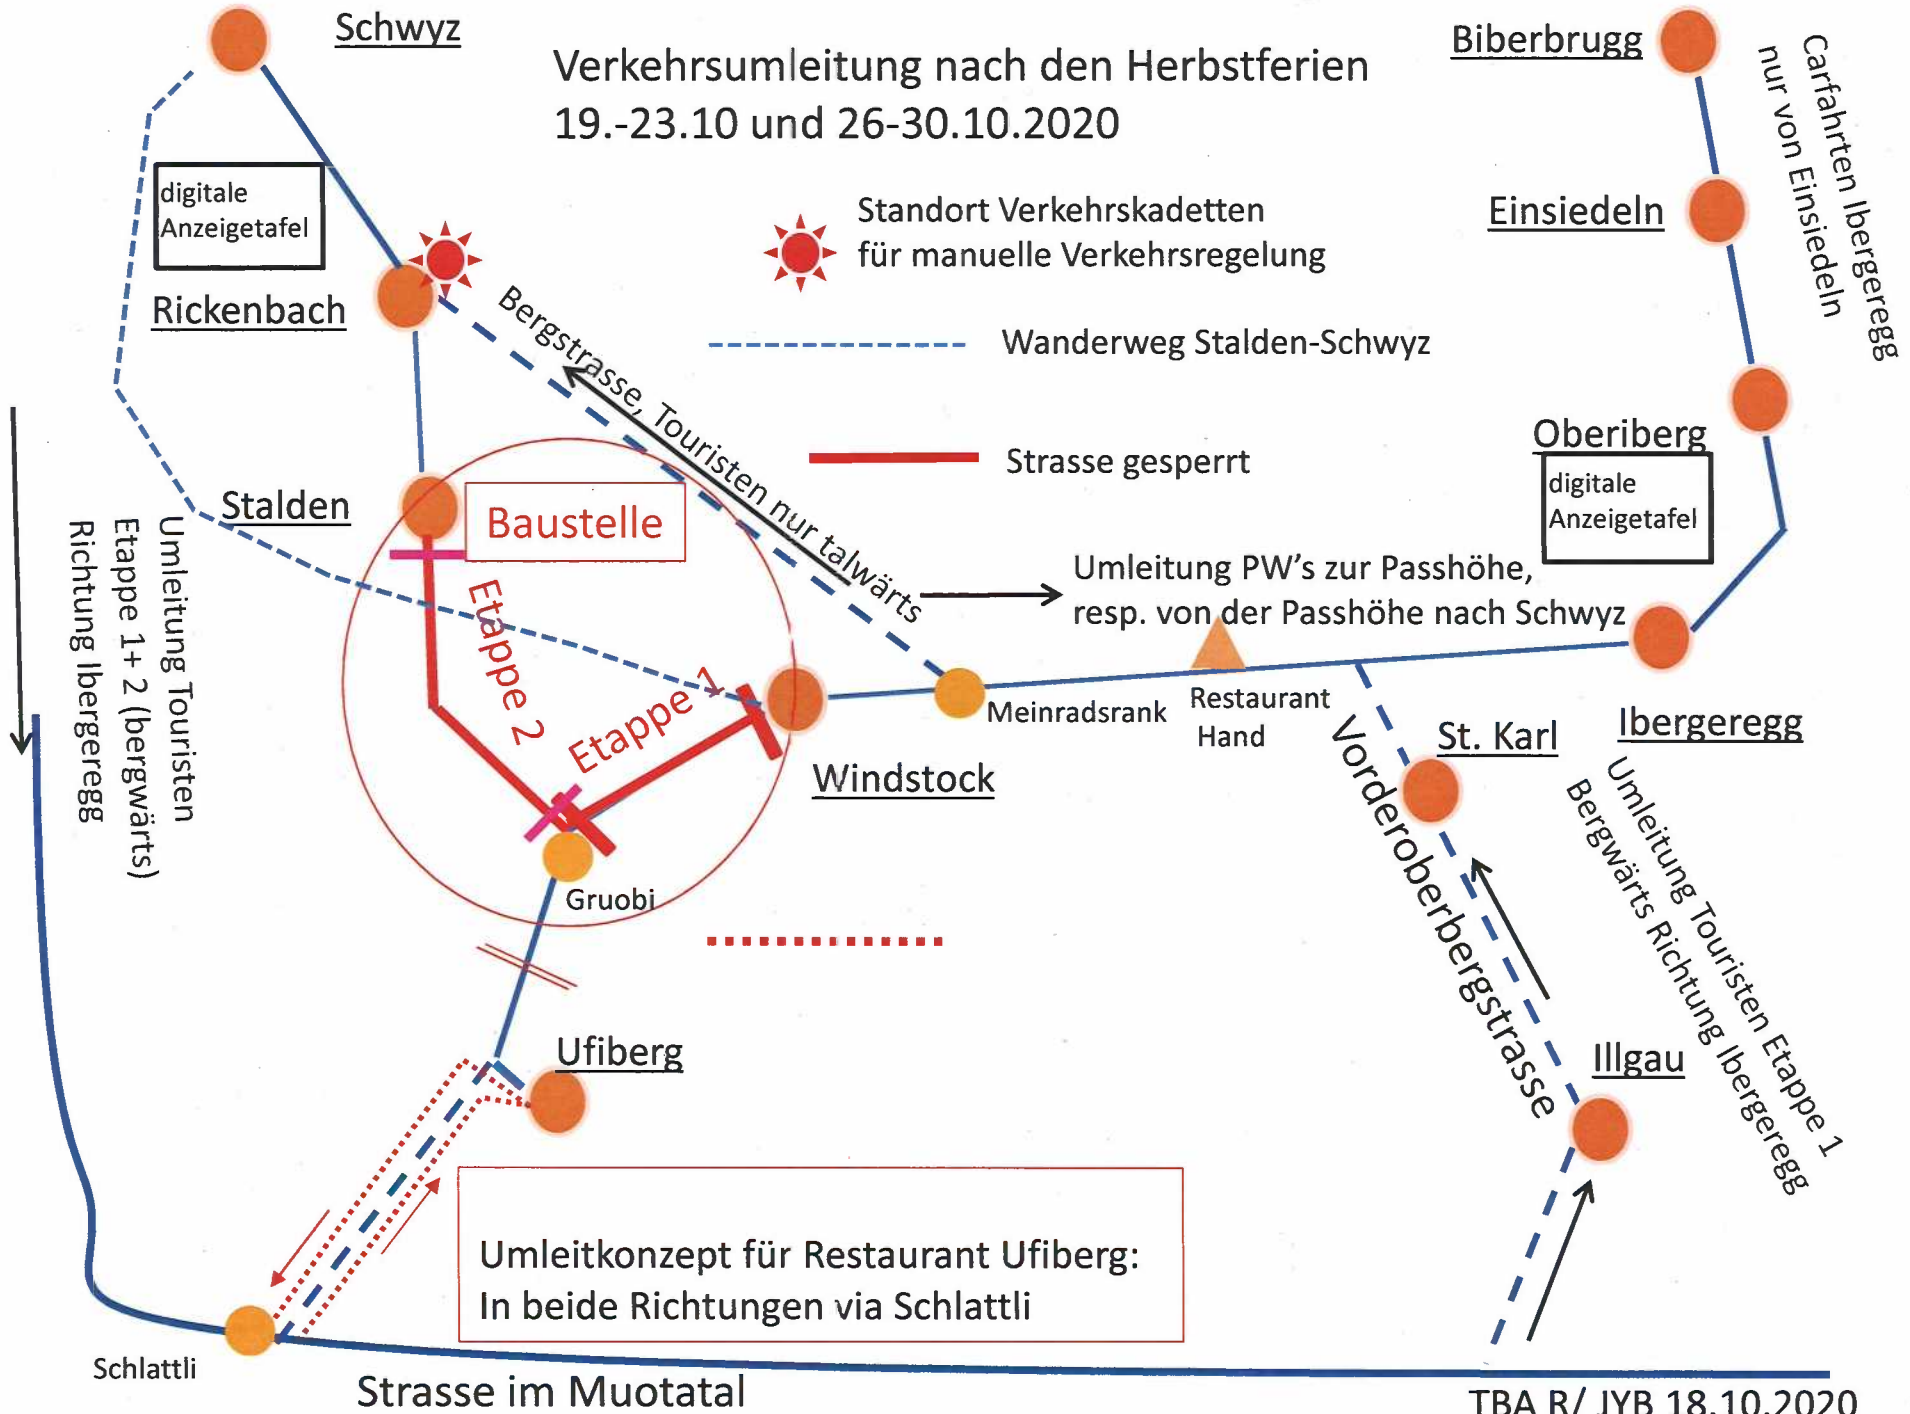 Schwyz
Verkehrsumleitung nach den Herbstferien
19.-23.10 und 26-30.10.2020
Biberbrugg
Carfahrten Ibergeregg
nur von Einsiedeln
digitale
Anzeigetafel
Standort Verkehrskadetten
für manuelle Verkehrsregelung
Einsiedeln
Rickenbach
Bergstrasse, Touristen nur talwärts
Wanderweg Stalden-Schwyz
Oberiberg
Strasse gesperrt
digitale
Anzeigetafel
Stalden
Baustelle
Umleitung Touristen
Etappe 1+ 2 (bergwärts)
Richtung Ibergeregg
Etappe 2
Etappe 1
Umleitung PW's zur Passhöhe,
resp. von der Passhöhe nach Schwyz
Meinradsrank
Restaurant
Hand
Ibergeregg
St. Karl
Windstock
Vorderoberbergstrasse
Umleitung Touristen Etappe 1
Bergwärts Richtung Ibergeregg
Gruobi
Ufiberg
Illgau
Umleitkonzept für Restaurant Ufiberg:
In beide Richtungen via Schlattli
Schlattli
Strasse im Muotatal
TBA R/ JYB 18.10.2020